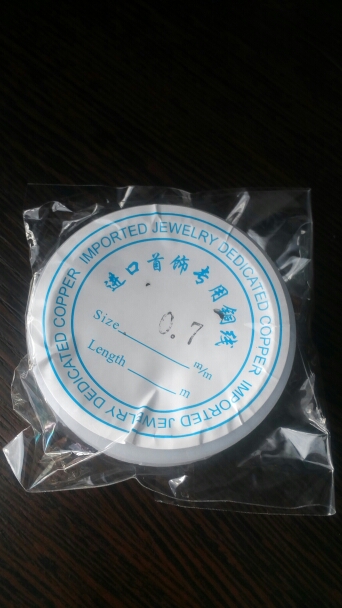 IMPORTED JEWELRY DEDICATED COPPER IMPORTED JEWELRY DEDICATED COPPER
进口首饰专用铜线
Size 0.7 m/m
Length m